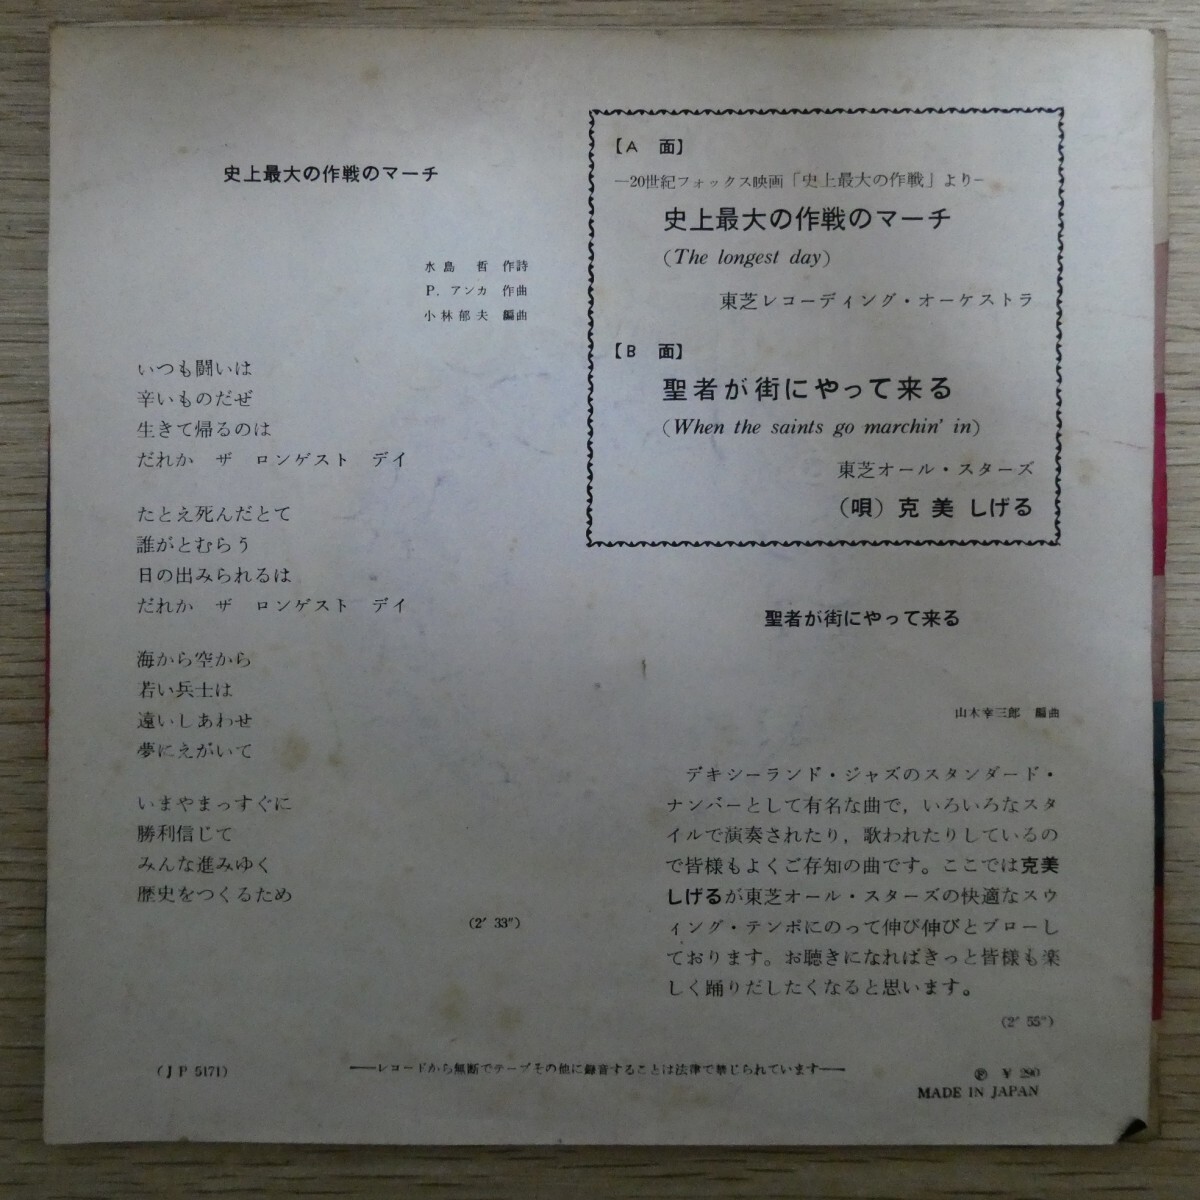 史上最大の作戦のマーチ
水島 哲 作詩
P. アンカ 作曲
小林郁夫 編曲
いつも闘いは
辛いものだぜ
生きて帰るのは
だれか ザ ロンゲスト デイ
たとえ死んだとて
誰がとむらう
日の出みられるは
だれか ザ ロンゲスト デイ
海から空から
若い兵士は
遠いしあわせ
夢にえがいて
いまやまっすぐに
勝利信じて
みんな進みゆく
歴史をつくるため
(2′ 33″)
【A 面】
―20世紀フォックス映画「史上最大の作戦」より―
史上最大の作戦のマーチ
(The longest day)
東芝レコーディング・オーケストラ
【B 面】
聖者が街にやって来る
(When the saints go marchin' in)
東芝オール・スターズ
(唄) 克美しげる
聖者が街にやって来る
山木幸三郎 編曲
デキシーランド・ジャズのスタンダード・
ナンバーとして有名な曲で，いろいろなスタ
イルで演奏されたり，歌われたりしているの
で皆様もよくご存知の曲です。ここでは克美
しげるが東芝オール・スターズの快適なスウ
ィング・テンポにのって伸び伸びとブローし
ております。お聴きになればきっと皆様も楽
しく踊りだしたくなると思います。
(2′ 55″)
(JP 5171)
――レコードから無断でテープその他に録音することは法律で禁じられています――
Ⓟ ¥ 290
MADE IN JAPAN